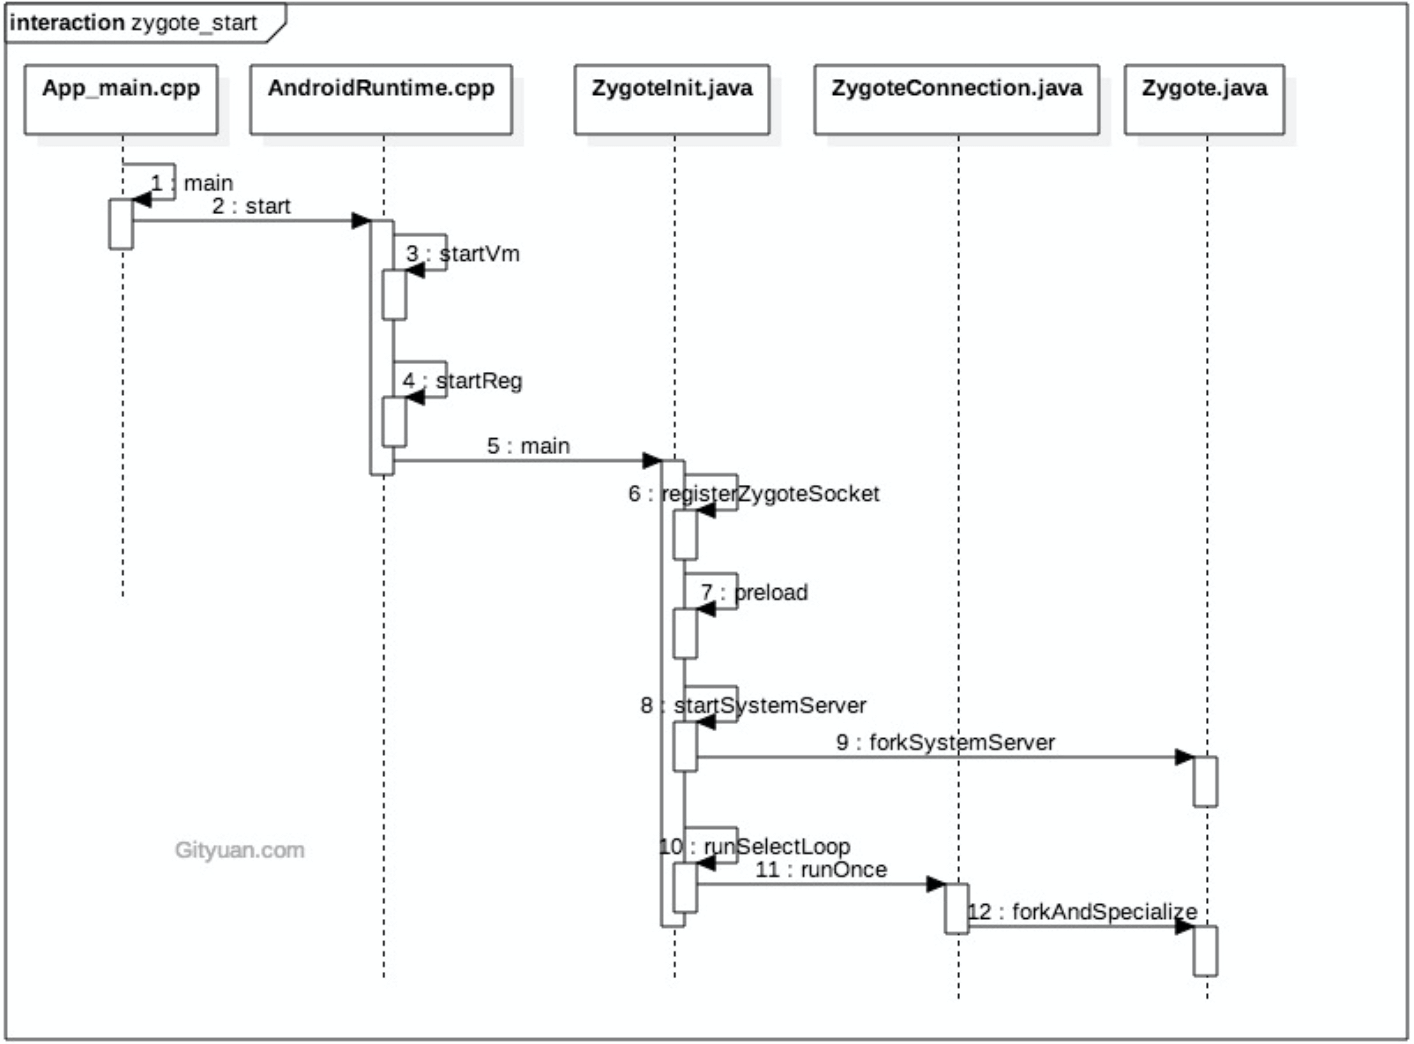 interaction zygote_start
App_main.cpp
AndroidRuntime.cpp
ZygoteInit.java
ZygoteConnection.java
Zygote.java
1 : main
2 : start
3 : startVm
4 : startReg
5 : main
6 : registerZygoteSocket
7 : preload
8 : startSystemServer
9 : forkSystemServer
10 : runSelectLoop
11 : runOnce
12 : forkAndSpecialize
Gityuan.com